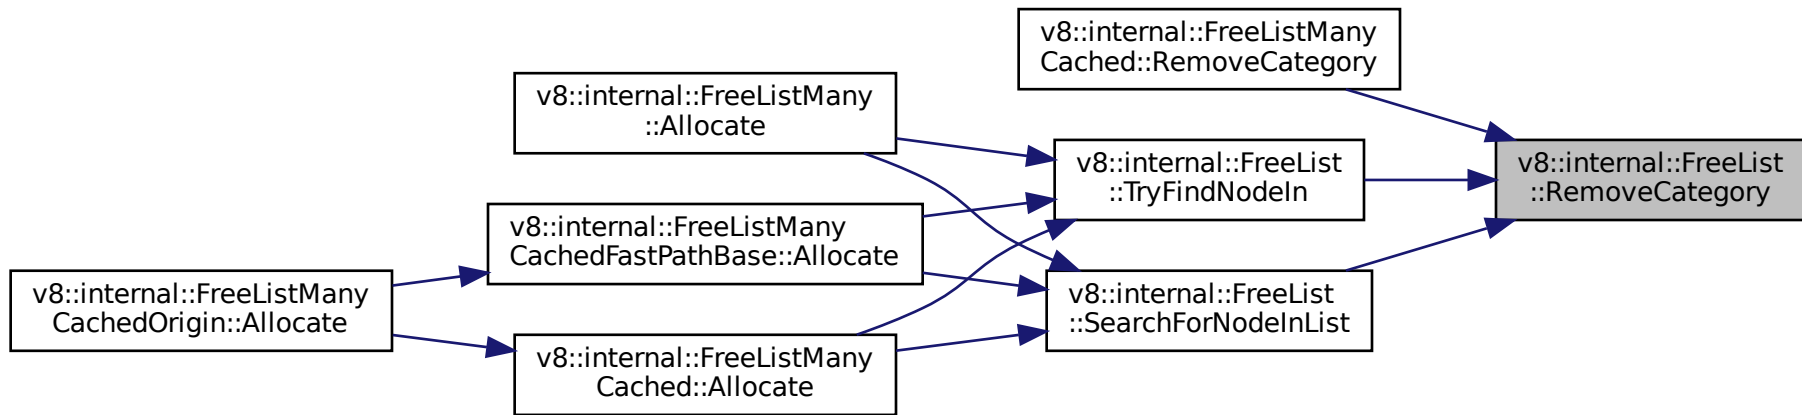 v8::internal::FreeListMany
Cached::RemoveCategory
v8::internal::FreeListMany
::Allocate
v8::internal::FreeList
::TryFindNodeIn
v8::internal::FreeList
::RemoveCategory
v8::internal::FreeListMany
CachedFastPathBase::Allocate
v8::internal::FreeListMany
CachedOrigin::Allocate
v8::internal::FreeList
::SearchForNodeInList
v8::internal::FreeListMany
Cached::Allocate